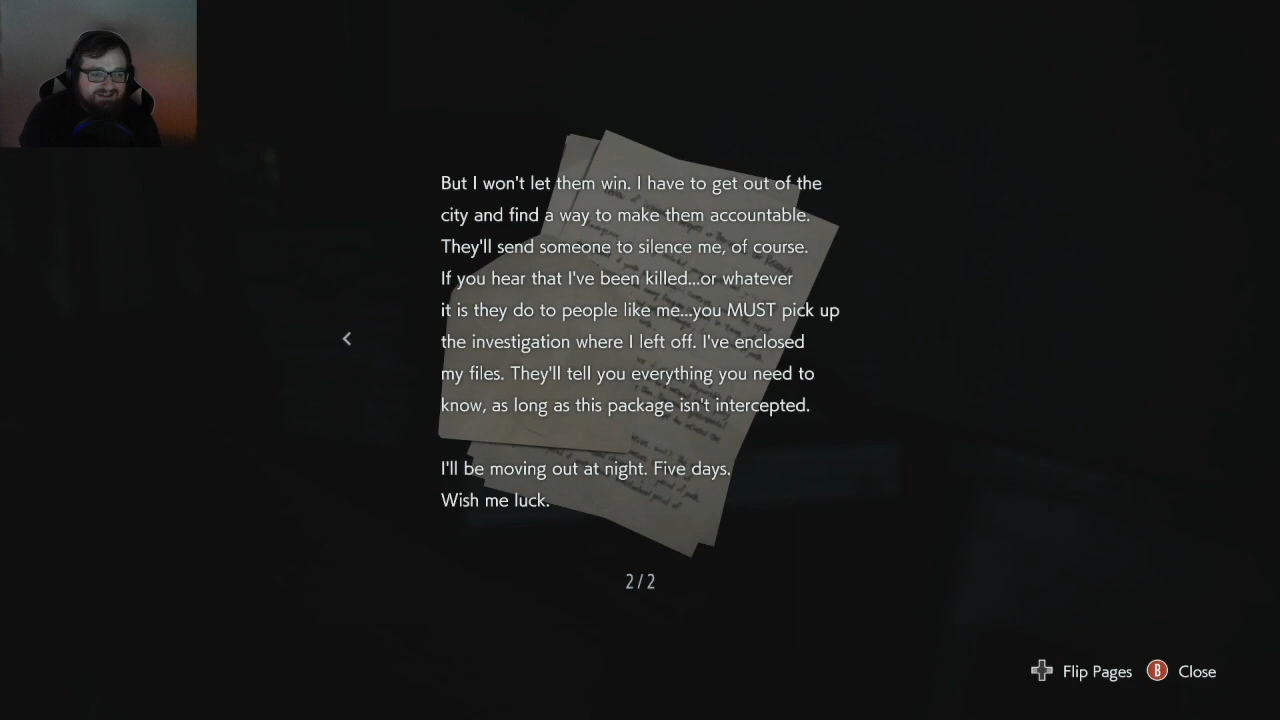 But I won't let them win. I have to get out of the
city and find a way to make them accountable.
They'll send someone to silence me, of course.
If you hear that I've been killed...or whatever
it is they do to people like me...you MUST pick up
the investigation where I left off. I've enclosed
my files. They'll tell you everything you need to
know, as long as this package isn't intercepted.
I'll be moving out at night. Five days.
Wish me luck.
2 / 2
Flip Pages B Close